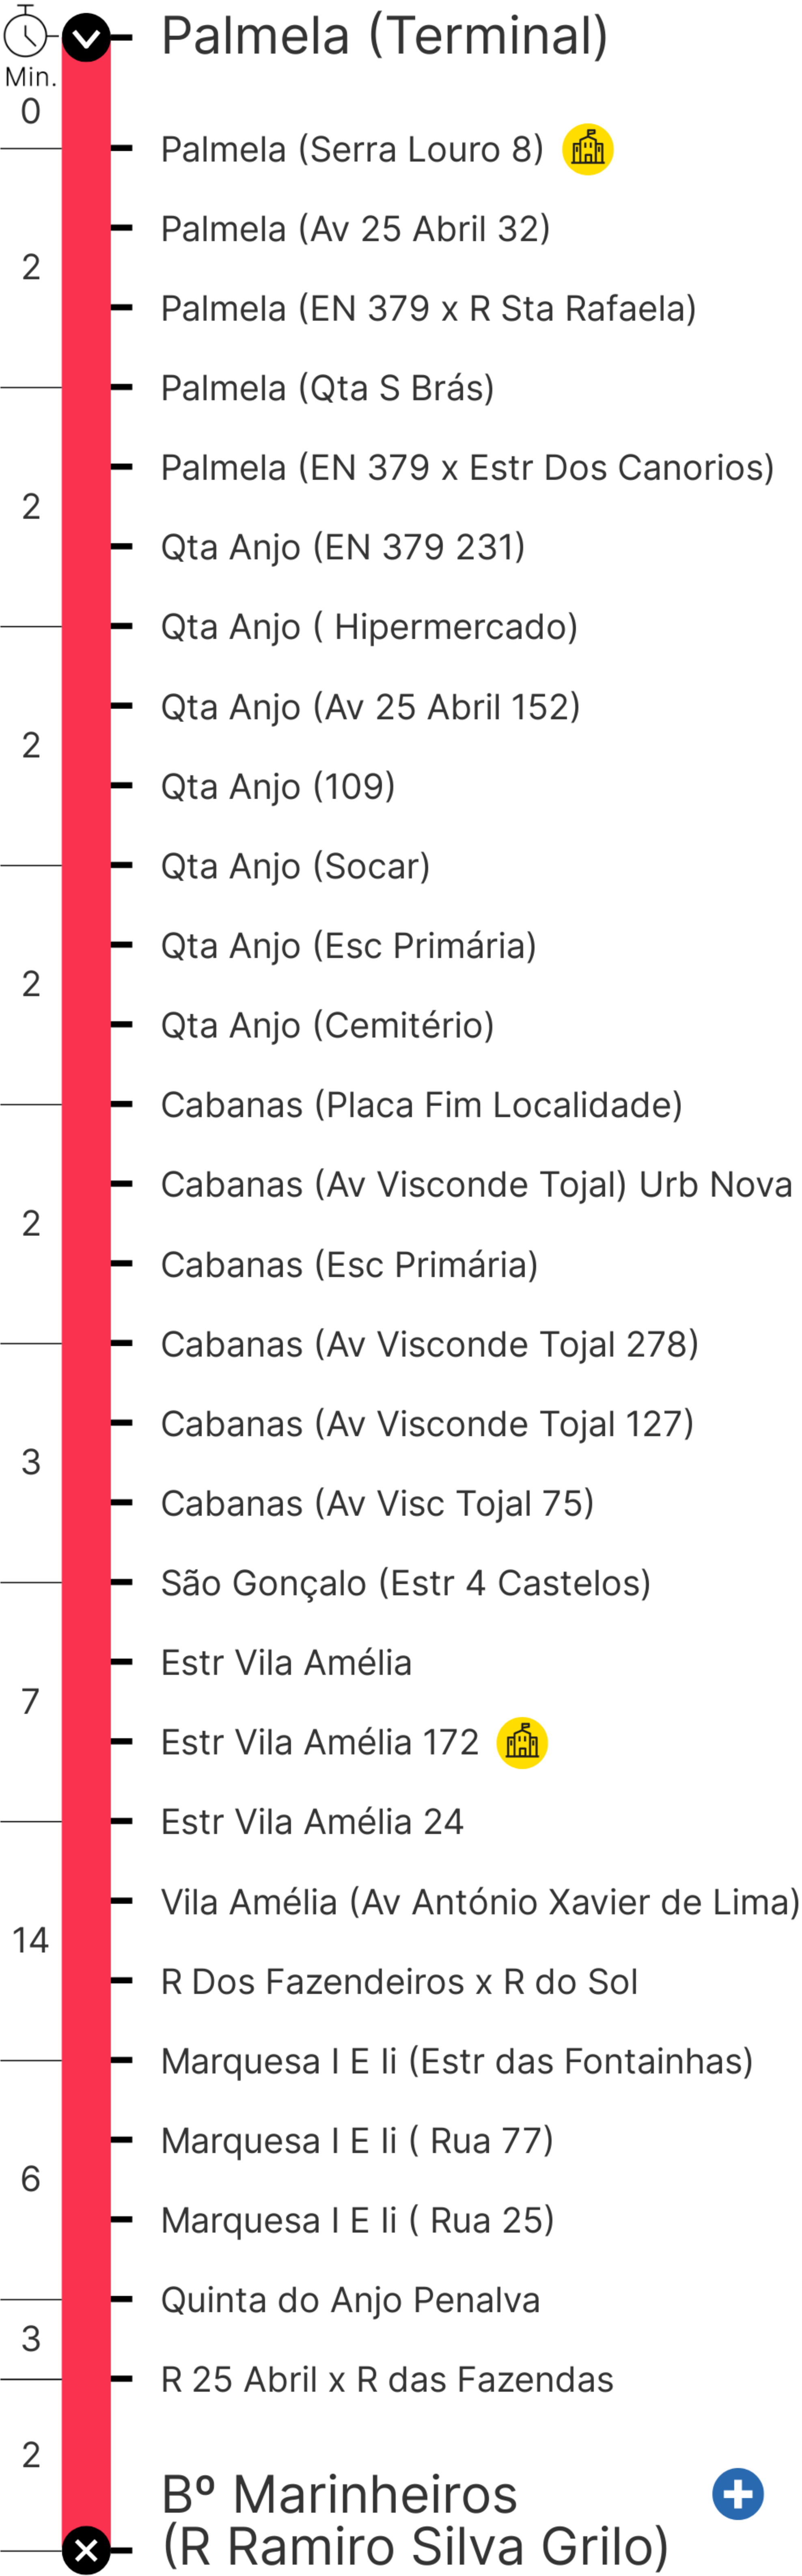 Palmela (Terminal)
Min.
0
Palmela (Serra Louro 8)
Palmela (Av 25 Abril 32)
2
Palmela (EN 379 x R Sta Rafaela)
Palmela (Qta S Brás)
Palmela (EN 379 x Estr Dos Canorios)
2
Qta Anjo (EN 379 231)
Qta Anjo ( Hipermercado)
Qta Anjo (Av 25 Abril 152)
2
Qta Anjo (109)
Qta Anjo (Socar)
Qta Anjo (Esc Primária)
2
Qta Anjo (Cemitério)
Cabanas (Placa Fim Localidade)
Cabanas (Av Visconde Tojal) Urb Nova
2
Cabanas (Esc Primária)
Cabanas (Av Visconde Tojal 278)
Cabanas (Av Visconde Tojal 127)
3
Cabanas (Av Visc Tojal 75)
São Gonçalo (Estr 4 Castelos)
Estr Vila Amélia
7
Estr Vila Amélia 172
Estr Vila Amélia 24
Vila Amélia (Av António Xavier de Lima)
14
R Dos Fazendeiros x R do Sol
Marquesa I E Ii (Estr das Fontainhas)
Marquesa I E Ii ( Rua 77)
6
Marquesa I E Ii ( Rua 25)
Quinta do Anjo Penalva
3
R 25 Abril x R das Fazendas
2
Bº Marinheiros
(R Ramiro Silva Grilo)